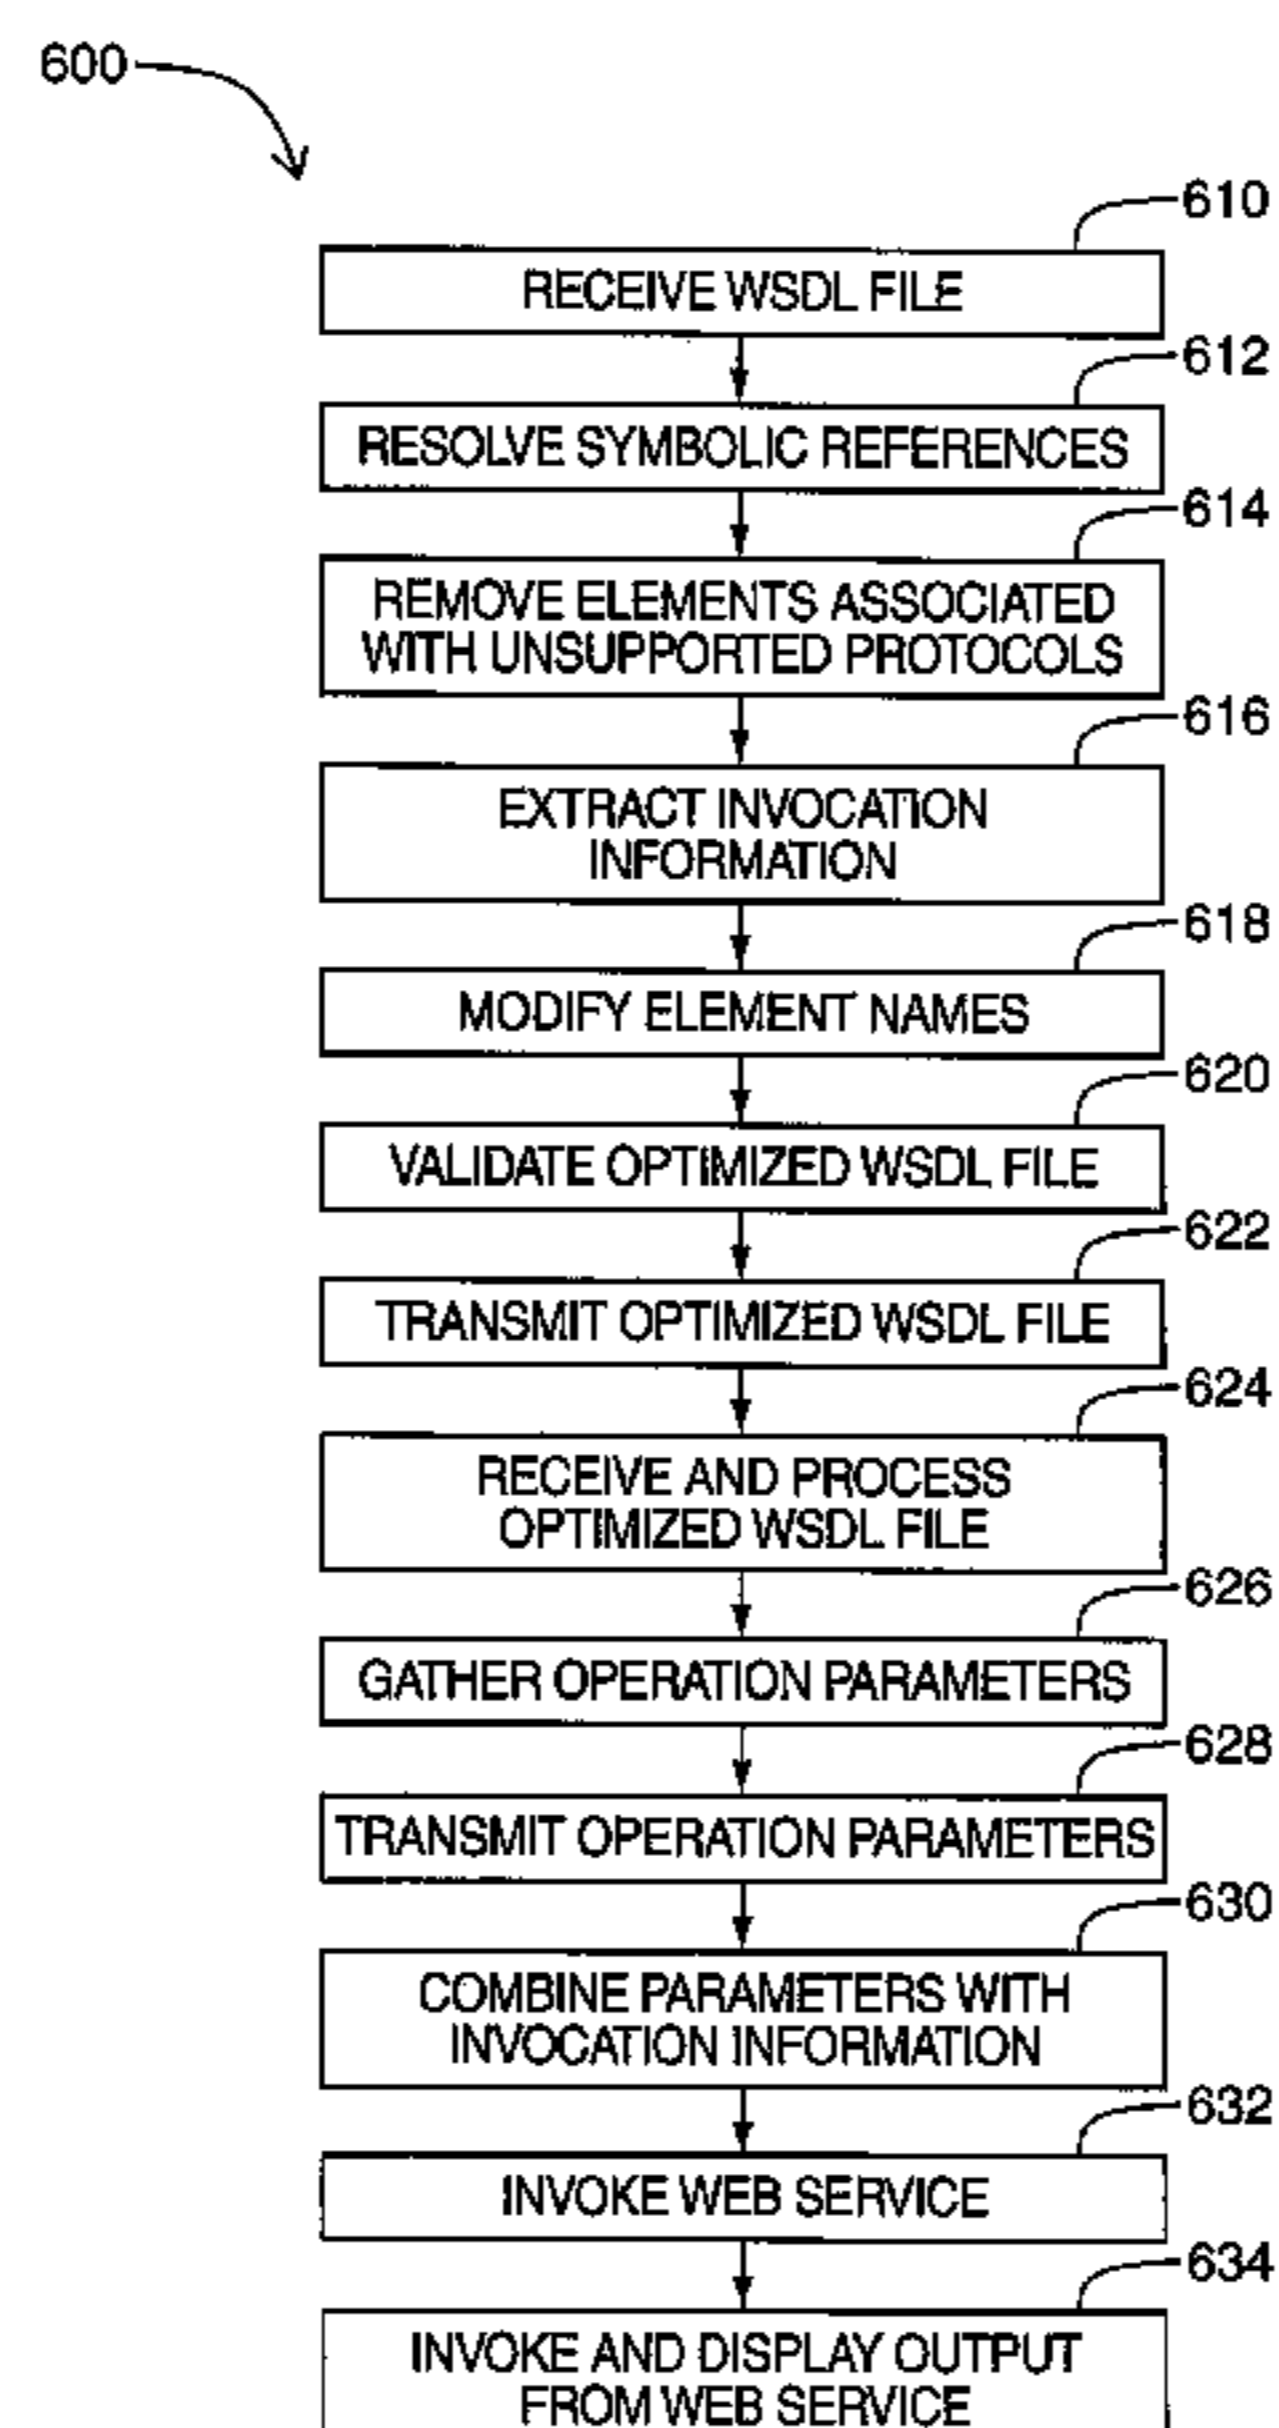 600
610
RECEIVE WSDL FILE
612
RESOLVE SYMBOLIC REFERENCES
614
REMOVE ELEMENTS ASSOCIATED
WITH UNSUPPORTED PROTOCOLS
616
EXTRACT INVOCATION
INFORMATION
618
MODIFY ELEMENT NAMES
620
VALIDATE OPTIMIZED WSDL FILE
622
TRANSMIT OPTIMIZED WSDL FILE
624
RECEIVE AND PROCESS
OPTIMIZED WSDL FILE
626
GATHER OPERATION PARAMETERS
628
TRANSMIT OPERATION PARAMETERS
630
COMBINE PARAMETERS WITH
INVOCATION INFORMATION
632
INVOKE WEB SERVICE
634
INVOKE AND DISPLAY OUTPUT
FROM WEB SERVICE